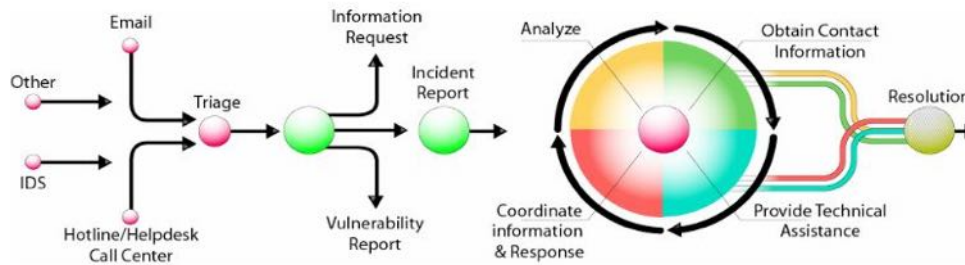 Email
Other
IDS
Hotline/Helpdesk
Call Center
Triage
Information
Request
Incident
Report
Vulnerability
Report
Analyze
Obtain Contact
Information
Coordinate
information
& Response
Provide Technical
Assistance
Resolution